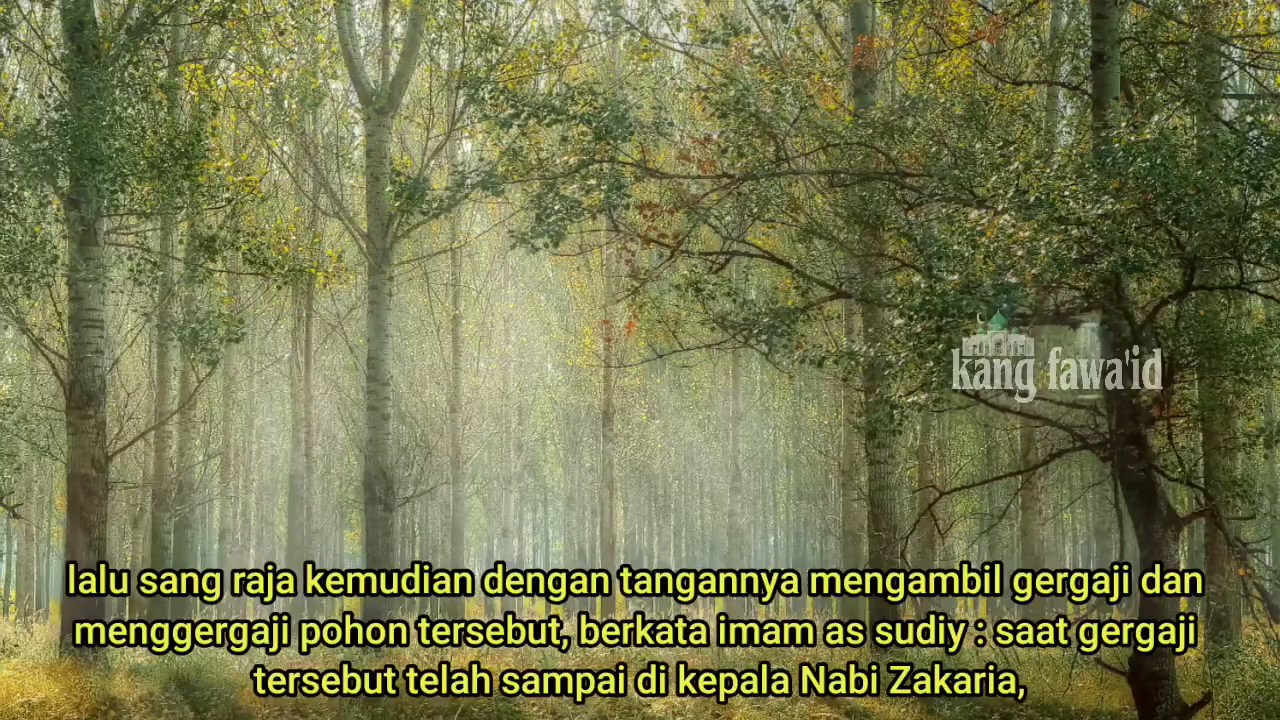 kang fawa'id
lalu sang raja kemudian dengan tangannya mengambil gergaji dan
menggergaji pohon tersebut, berkata imam as sudiy : saat gergaji
tersebut telah sampai di kepala Nabi Zakaria,